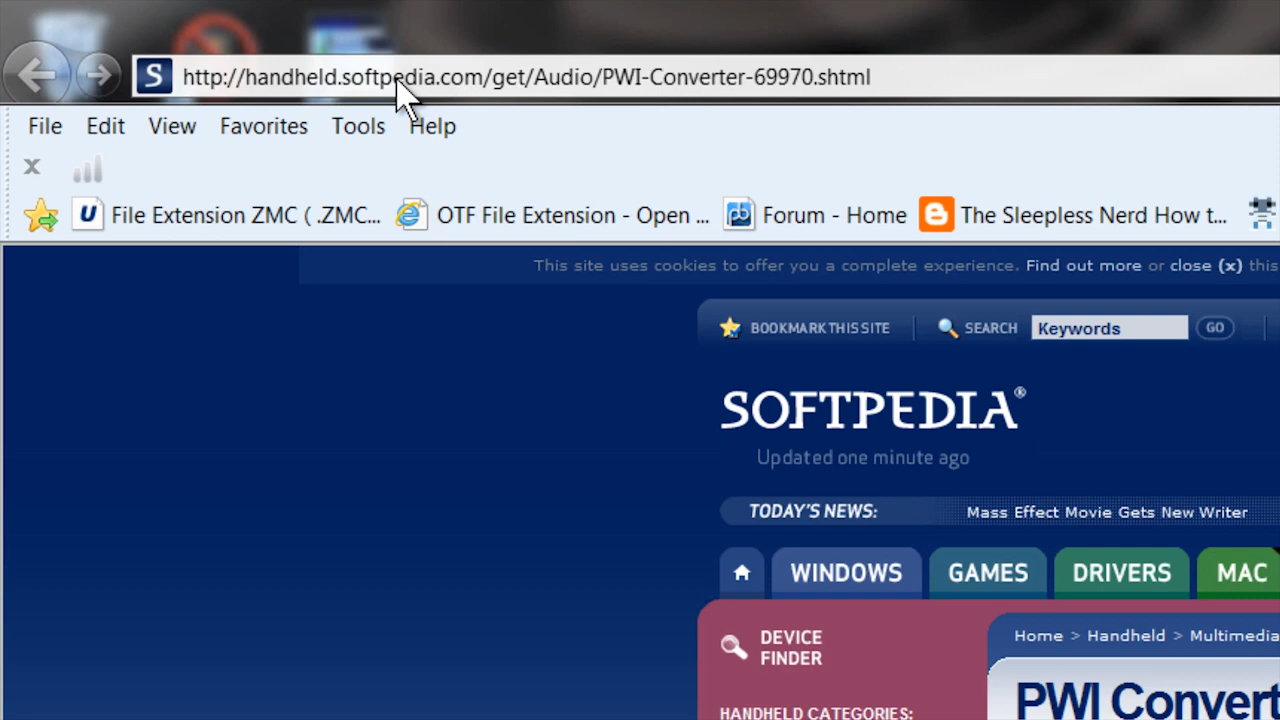 http://handheld.softpedia.com/get/Audio/PWI-Converter-69970.shtml
File Edit View Favorites Tools Help
x
File Extension ZMC ( .ZMC... OTF File Extension - Open ... Forum - Home The Sleepless Nerd How t...
This site uses cookies to offer you a complete experience. Find out more or close (x) this
BOOKMARK THIS SITE SEARCH Keywords GO
SOFTPEDIA®
Updated one minute ago
TODAY'S NEWS: Mass Effect Movie Gets New Writer
WINDOWS GAMES DRIVERS MAC
DEVICE
FINDER
Home > Handheld > Multimedia
PWI Convert
HANDHELD CATEGORIES: